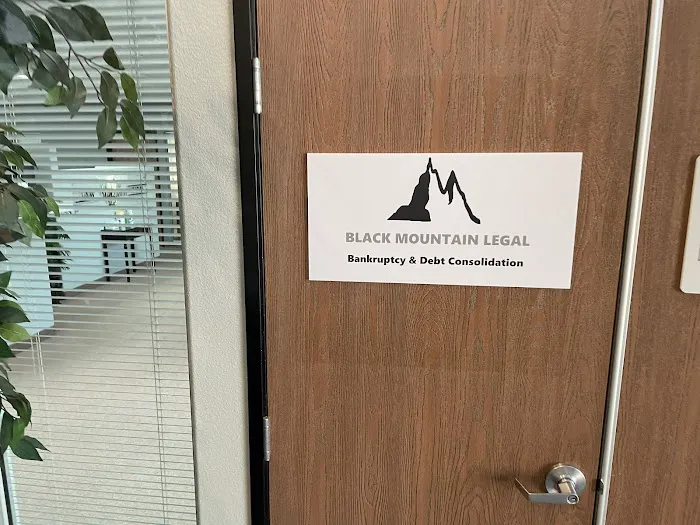 BLACK MOUNTAIN LEGAL
Bankruptcy & Debt Consolidation